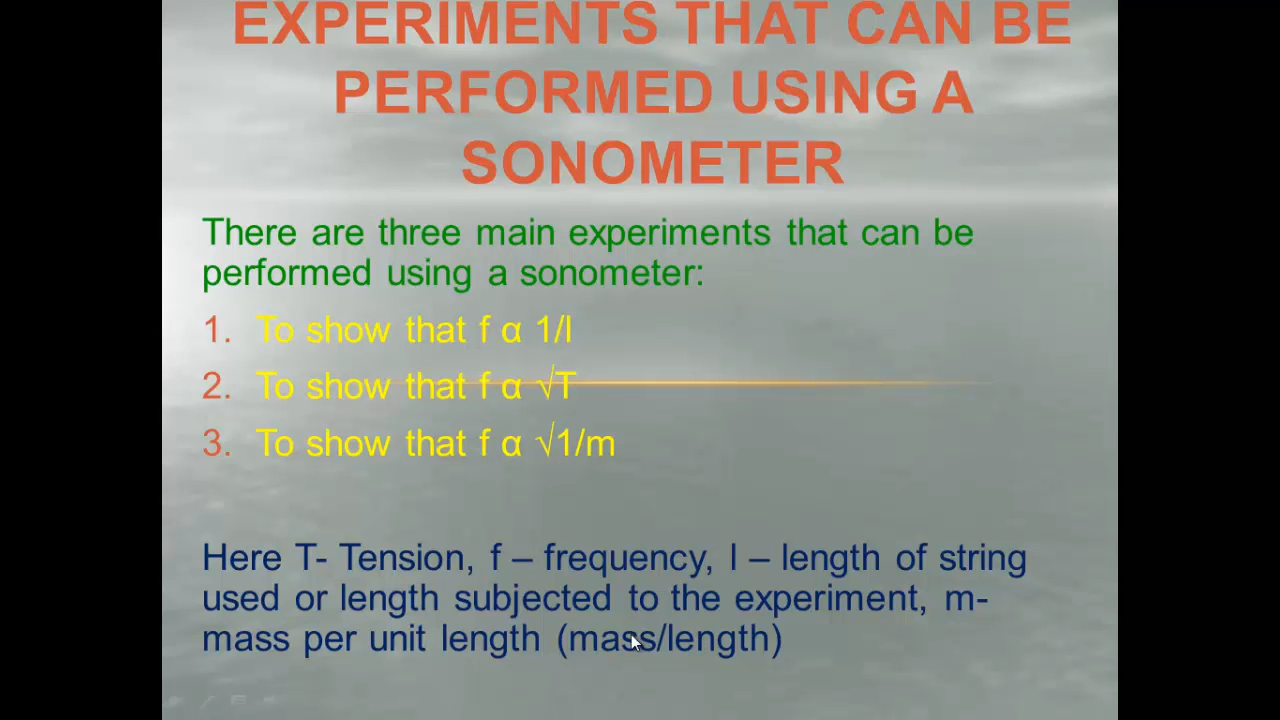 EXPERIMENTS THAT CAN BE
PERFORMED USING A
SONOMETER
There are three main experiments that can be
performed using a sonometer:
1. To show that f α 1/l
2. To show that f α √T
3. To show that f α √1/m
Here T- Tension, f – frequency, l – length of string
used or length subjected to the experiment, m-
mass per unit length (mass/length)